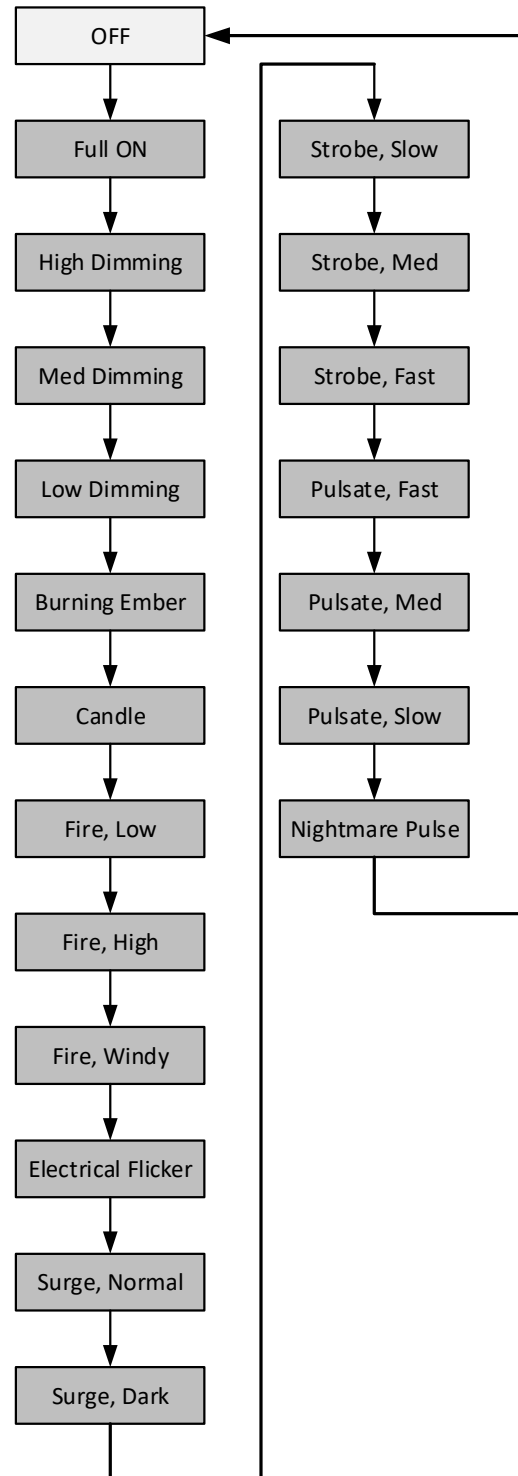 OFF
Full ON
High Dimming
Med Dimming
Low Dimming
Burning Ember
Candle
Fire, Low
Fire, High
Fire, Windy
Electrical Flicker
Surge, Normal
Surge, Dark
Strobe, Slow
Strobe, Med
Strobe, Fast
Pulsate, Fast
Pulsate, Med
Pulsate, Slow
Nightmare Pulse